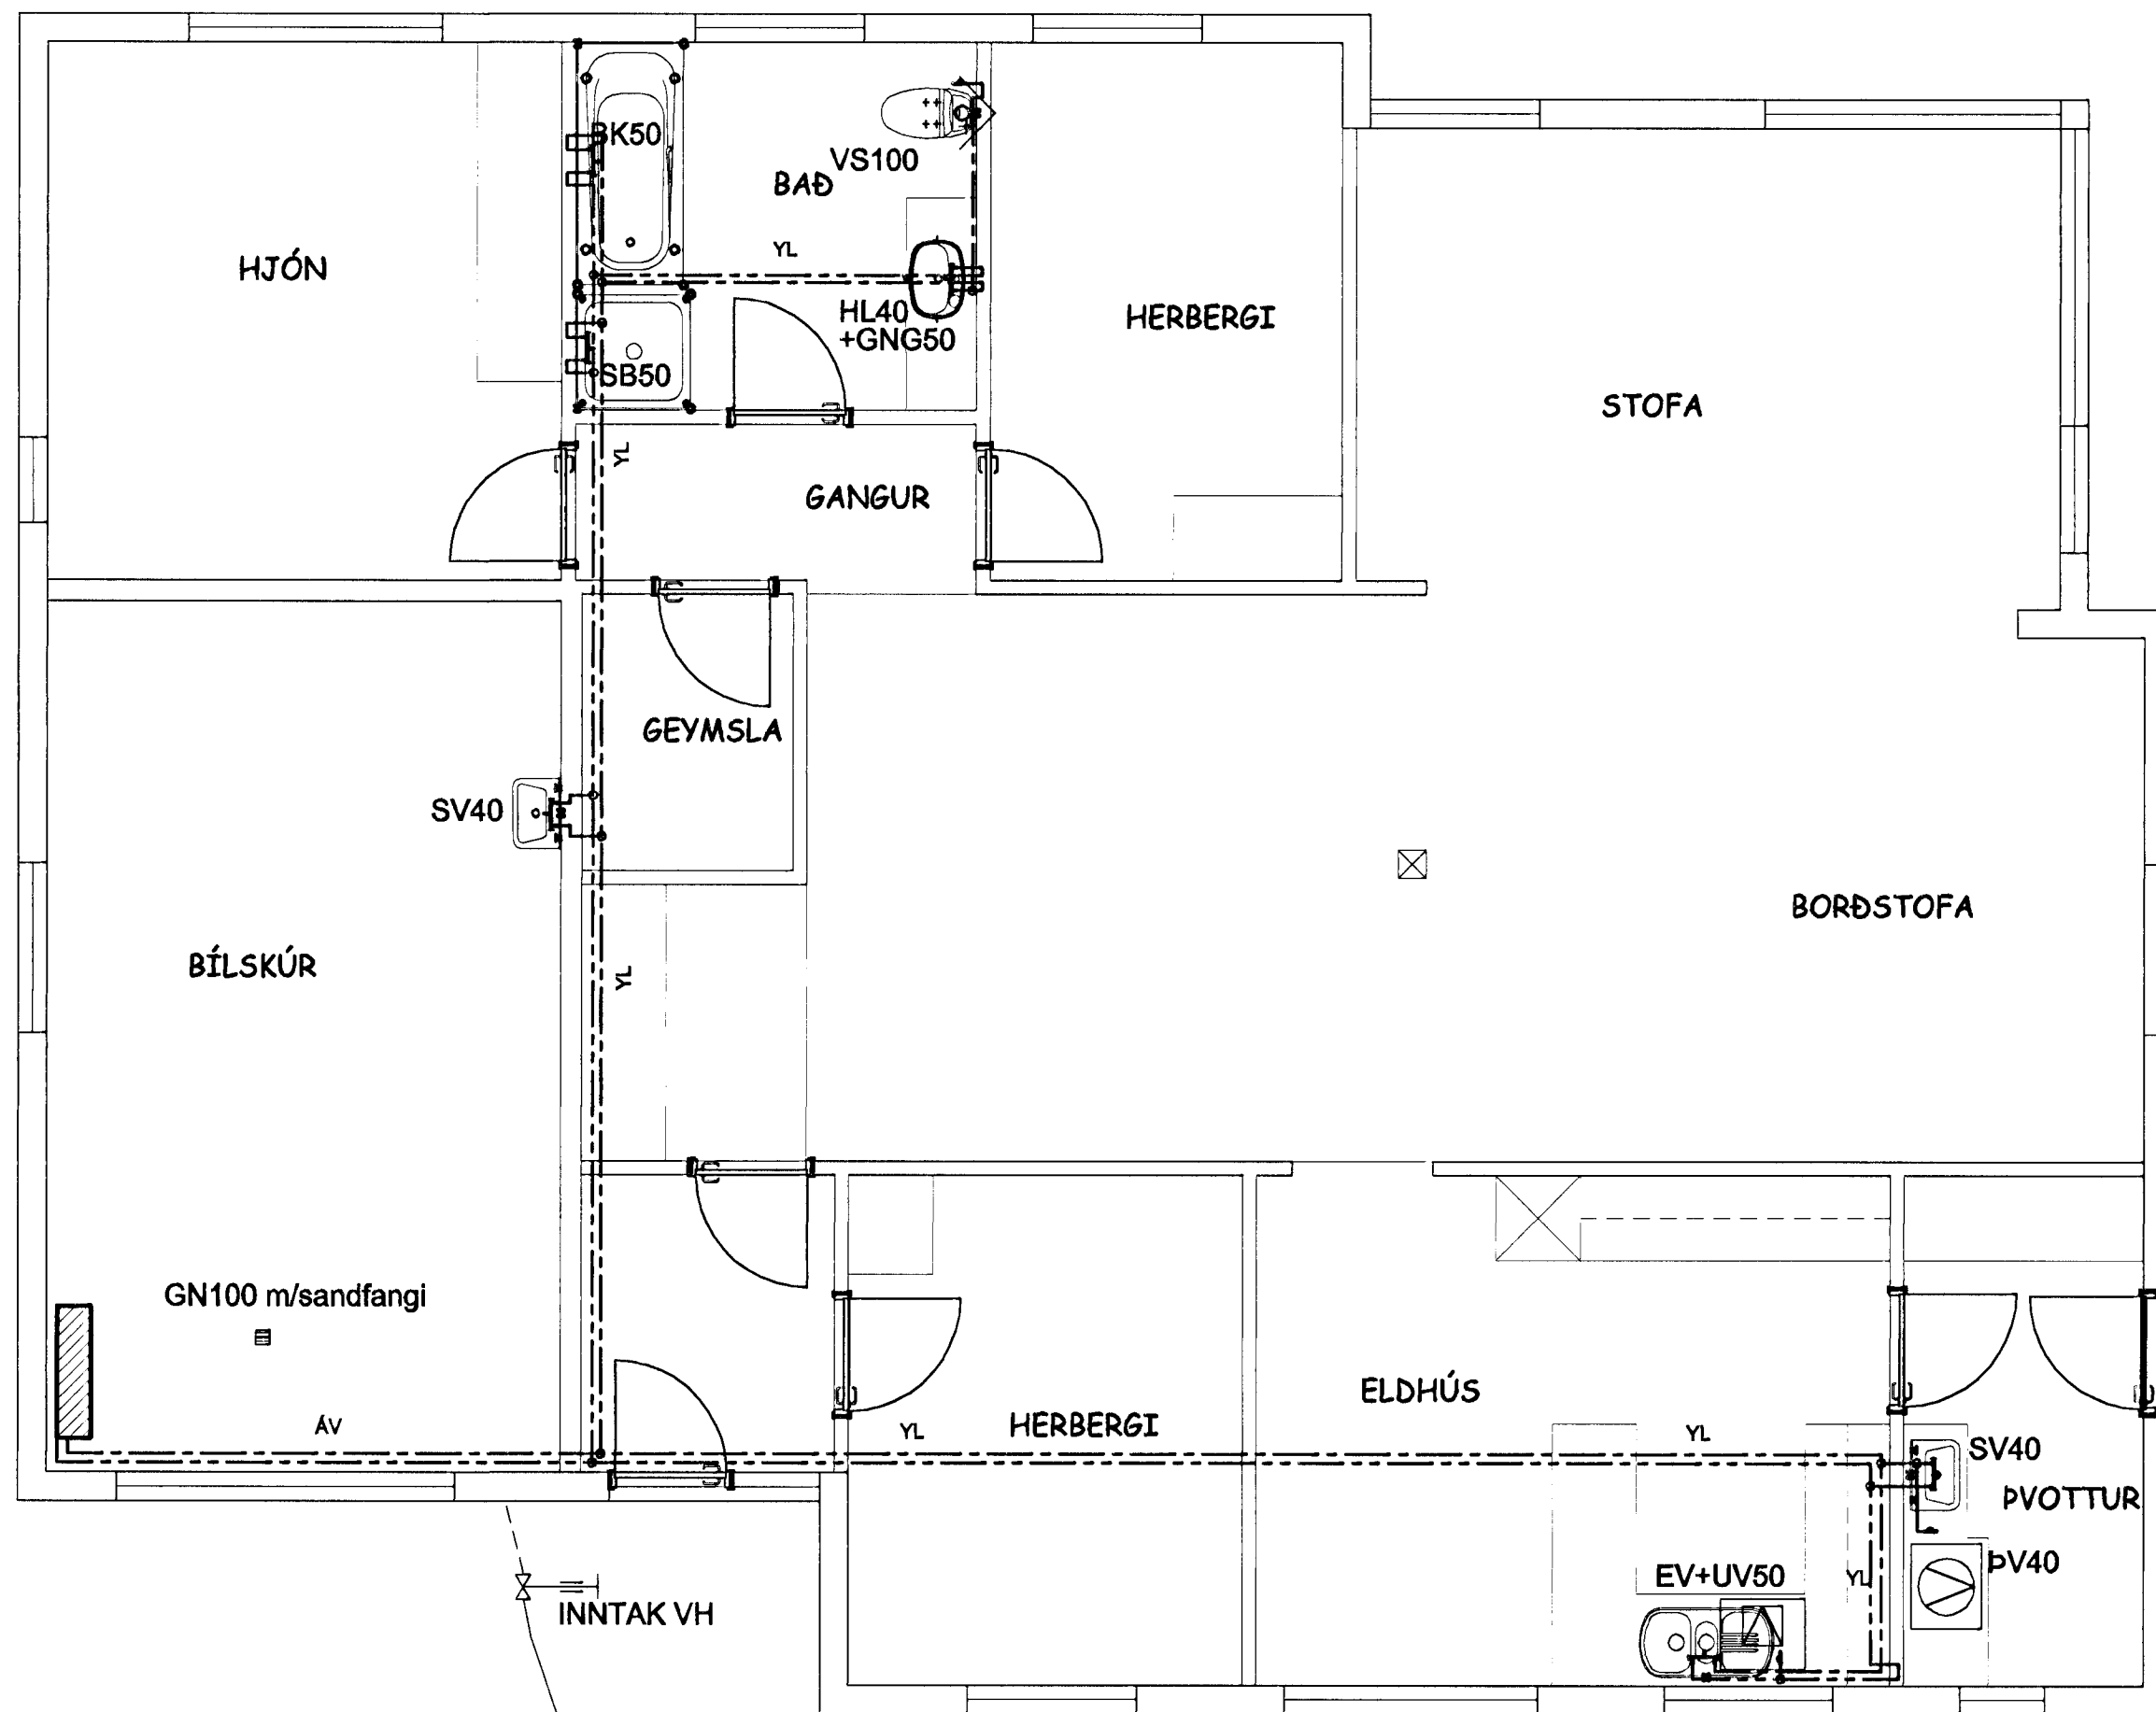 BK50
VS100
BAÐ
HJÓN
YL
HL40
+GNG50
HERBERGI
SB50
STOFA
YL
GANGUR
GEYMSLA
SV40
BORÐSTOFA
BÍLSKÚR
YL
GN100 m/sandfangi
ELDHÚS
ÁV
YL
HERBERGI
YL
SV40
ÞVOTTUR
EV+UV50
YL
ÞV40
INNTAK VH